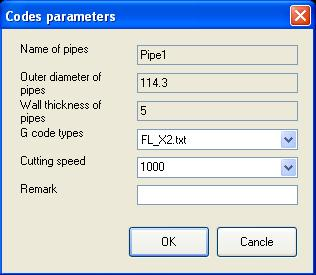 Codes parameters
Name of pipes
Pipe1
Outer diameter of
pipes
114.3
Wall thickness of
pipes
5
G code types
FL_X2.txt
Cutting speed
1000
Remark
OK
Cancle